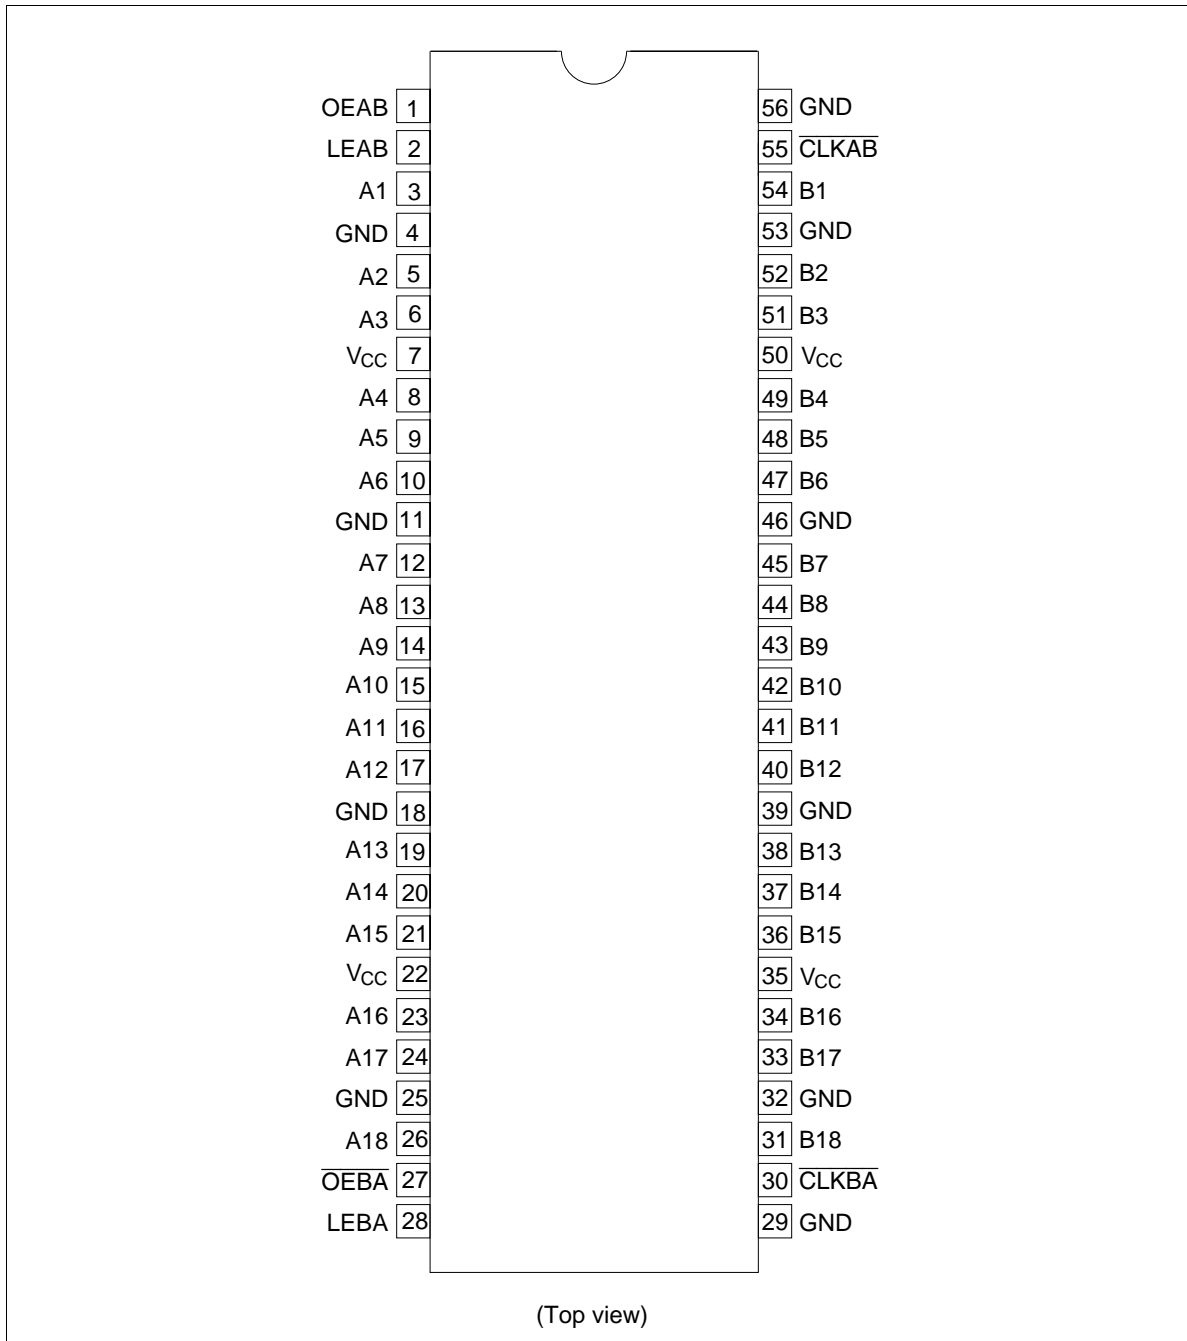 OEAB 1 56 GND
LEAB 2 55 C̅L̅K̅A̅B̅
A1 3 54 B1
GND 4 53 GND
A2 5 52 B2
A3 6 51 B3
VCC 7 50 VCC
A4 8 49 B4
A5 9 48 B5
A6 10 47 B6
GND 11 46 GND
A7 12 45 B7
A8 13 44 B8
A9 14 43 B9
A10 15 42 B10
A11 16 41 B11
A12 17 40 B12
GND 18 39 GND
A13 19 38 B13
A14 20 37 B14
A15 21 36 B15
VCC 22 35 VCC
A16 23 34 B16
A17 24 33 B17
GND 25 32 GND
A18 26 31 B18
O̅E̅B̅A̅ 27 30 C̅L̅K̅B̅A̅
LEBA 28 29 GND
(Top view)